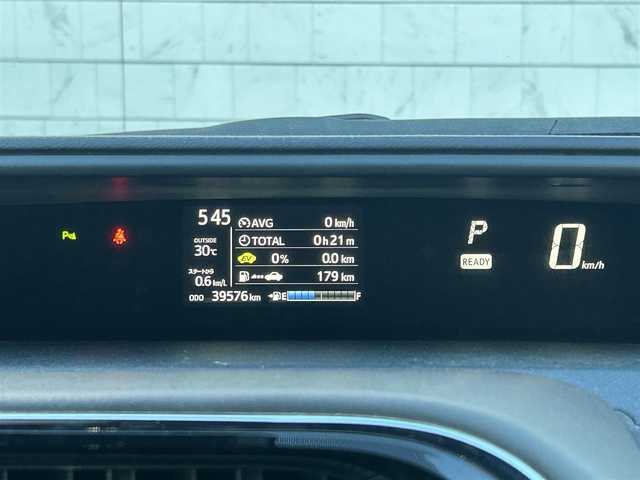 545
OUTSIDE
30℃
スタートから
0.6 km/L
ODO 39576 km
AVG 0 km/h
TOTAL 0h21m
EV 0% 0.0 km
179 km
E F
P
READY
0 km/h
P